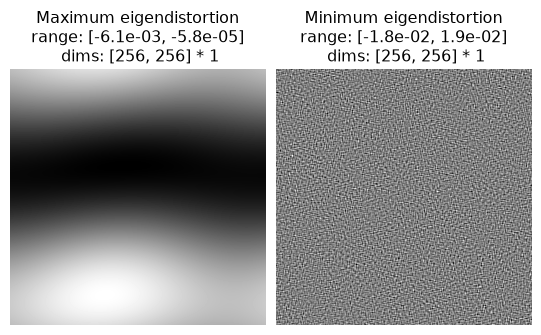 Maximum eigendistortion
range: [-6.1e-03, -5.8e-05]
dims: [256, 256] * 1
Minimum eigendistortion
range: [-1.8e-02, 1.9e-02]
dims: [256, 256] * 1